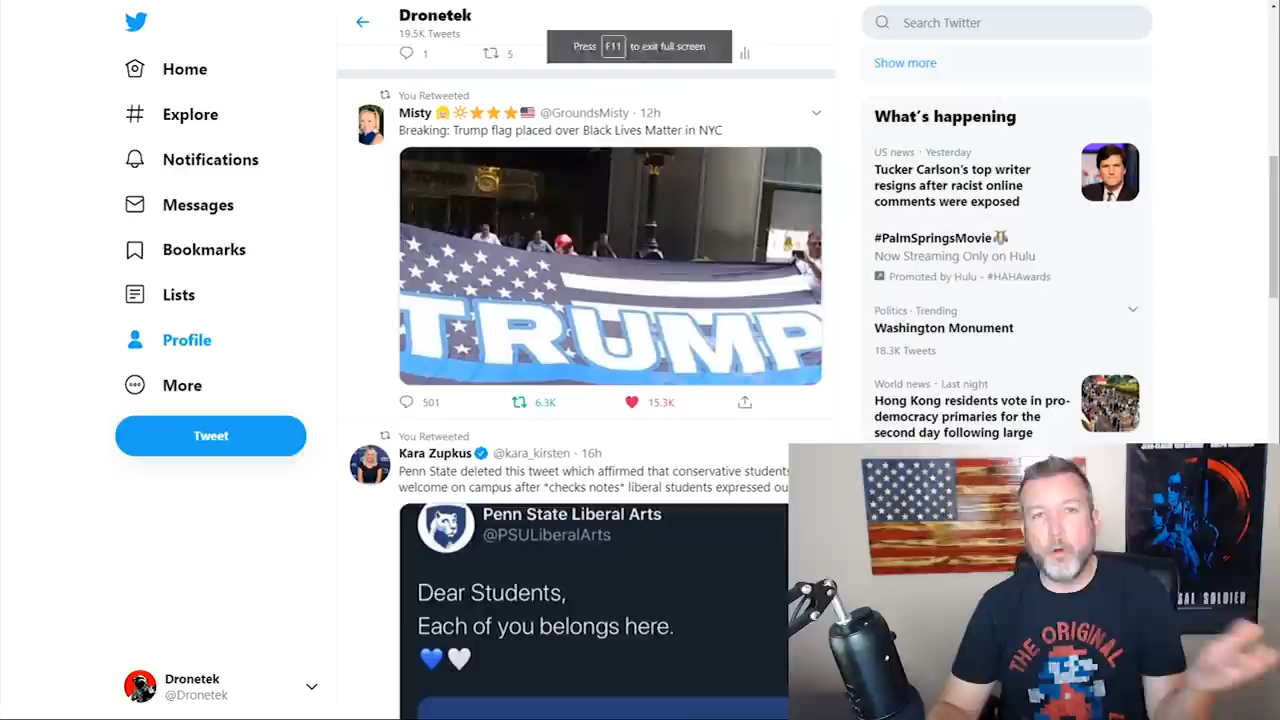 Dronetek
19.5K Tweets
Press F11 to exit full screen
Search Twitter
Show more
1
5
Home
Explore
Notifications
Messages
Bookmarks
Lists
Profile
More
Tweet
Dronetek
@Dronetek
You Retweeted
Misty @GroundsMisty · 12h
Breaking: Trump flag placed over Black Lives Matter in NYC
TRUMP
501
6.3K
15.3K
You Retweeted
Kara Zupkus @kara_kirsten · 16h
Penn State deleted this tweet which affirmed that conservative students
welcome on campus after *checks notes* liberal students expressed ou
Penn State Liberal Arts
@PSULiberalArts
Dear Students,
Each of you belongs here.
What's happening
US news · Yesterday
Tucker Carlson's top writer
resigns after racist online
comments were exposed
#PalmSpringsMovie
Now Streaming Only on Hulu
Promoted by Hulu · #HAHAwards
Politics · Trending
Washington Monument
18.3K Tweets
World news · Last night
Hong Kong residents vote in pro-
democracy primaries for the
second day following large
THE ORIGINAL
SAL SOLDIER